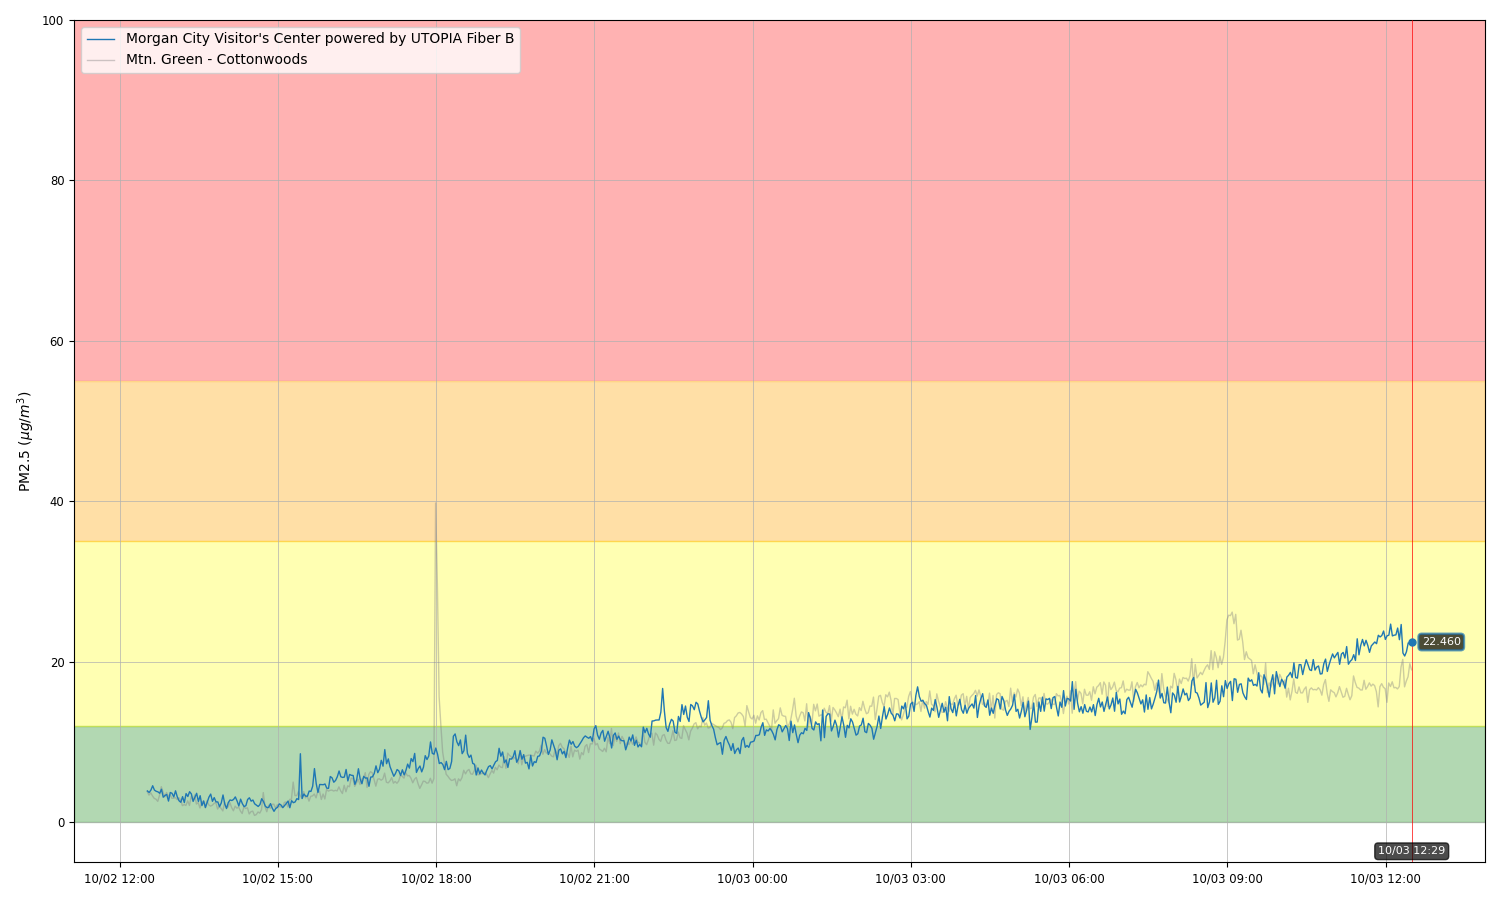 100
Morgan City Visitor's Center powered by UTOPIA Fiber B
Mtn. Green - Cottonwoods
80
60
40
20
0
PM2.5 (μg/m³)
22.460
10/03 12:29
10/02 12:00 10/02 15:00 10/02 18:00 10/02 21:00 10/03 00:00 10/03 03:00 10/03 06:00 10/03 09:00 10/03 12:00